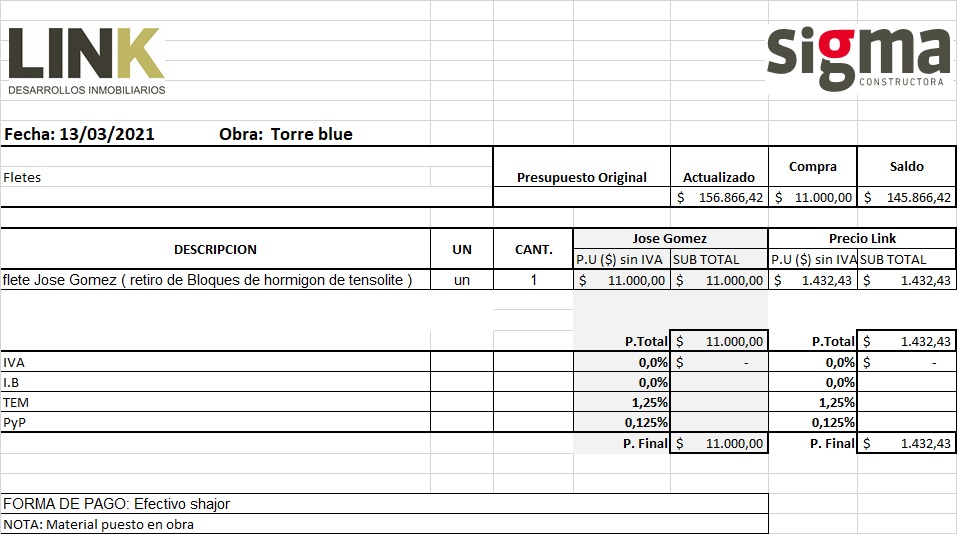 LINK
DESARROLLOS INMOBILIARIOS
sigma
CONSTRUCTORA
Fecha: 13/03/2021 Obra: Torre blue
Fletes Presupuesto Original Actualizado Compra Saldo
$ 156.866,42 $ 11.000,00 $ 145.866,42
DESCRIPCION UN CANT. Jose Gomez Precio Link
P.U ($) sin IVA SUB TOTAL P.U ($) sin IVA SUB TOTAL
flete Jose Gomez ( retiro de Bloques de hormigon de tensolite ) un 1 $ 11.000,00 $ 11.000,00 $ 1.432,43 $ 1.432,43
P.Total $ 11.000,00 P.Total $ 1.432,43
IVA 0,0% $ - 0,0% $ -
I.B 0,0% 0,0%
TEM 1,25% 1,25%
PyP 0,125% 0,125%
P. Final $ 11.000,00 P. Final $ 1.432,43
FORMA DE PAGO: Efectivo shajor
NOTA: Material puesto en obra